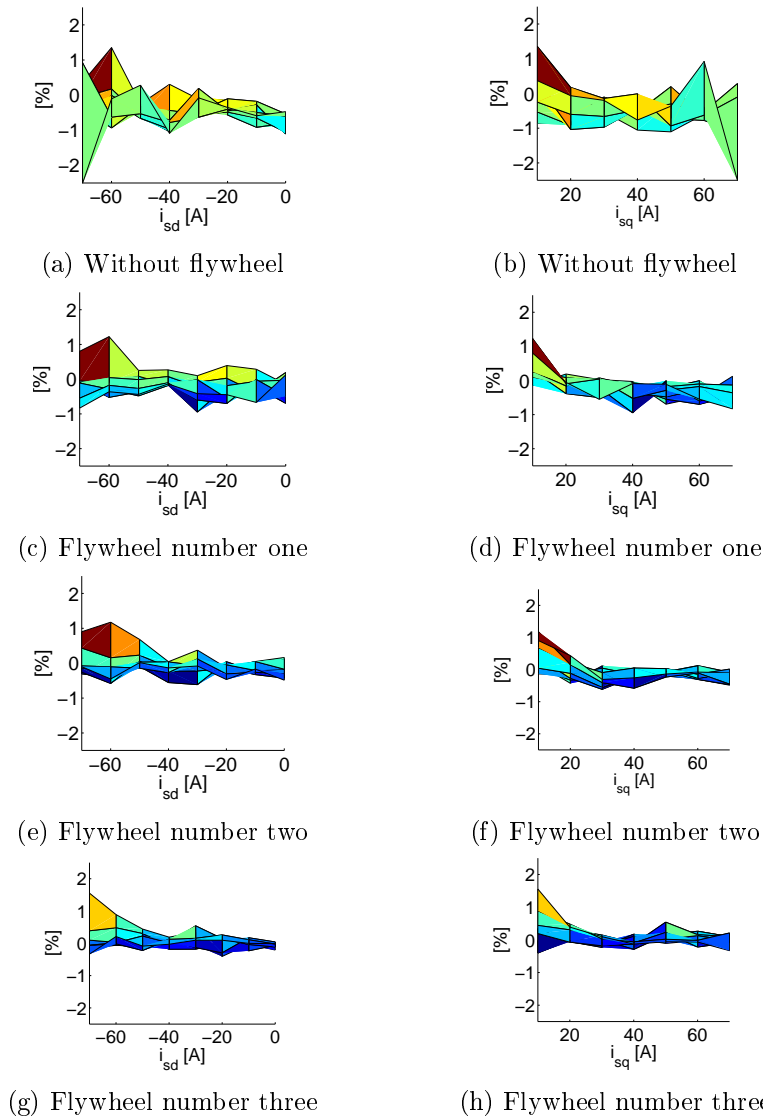 2
1
0
−1
−2
[%]
−60 −40 −20 0
i_sd [A]
(a) Without flywheel
2
1
0
−1
−2
[%]
20 40 60
i_sq [A]
(b) Without flywheel
2
1
0
−1
−2
[%]
−60 −40 −20 0
i_sd [A]
(c) Flywheel number one
2
1
0
−1
−2
[%]
20 40 60
i_sq [A]
(d) Flywheel number one
2
1
0
−1
−2
[%]
−60 −40 −20 0
i_sd [A]
(e) Flywheel number two
2
1
0
−1
−2
[%]
20 40 60
i_sq [A]
(f) Flywheel number two
2
1
0
−1
−2
[%]
−60 −40 −20 0
i_sd [A]
(g) Flywheel number three
2
1
0
−1
−2
[%]
20 40 60
i_sq [A]
(h) Flywheel number three